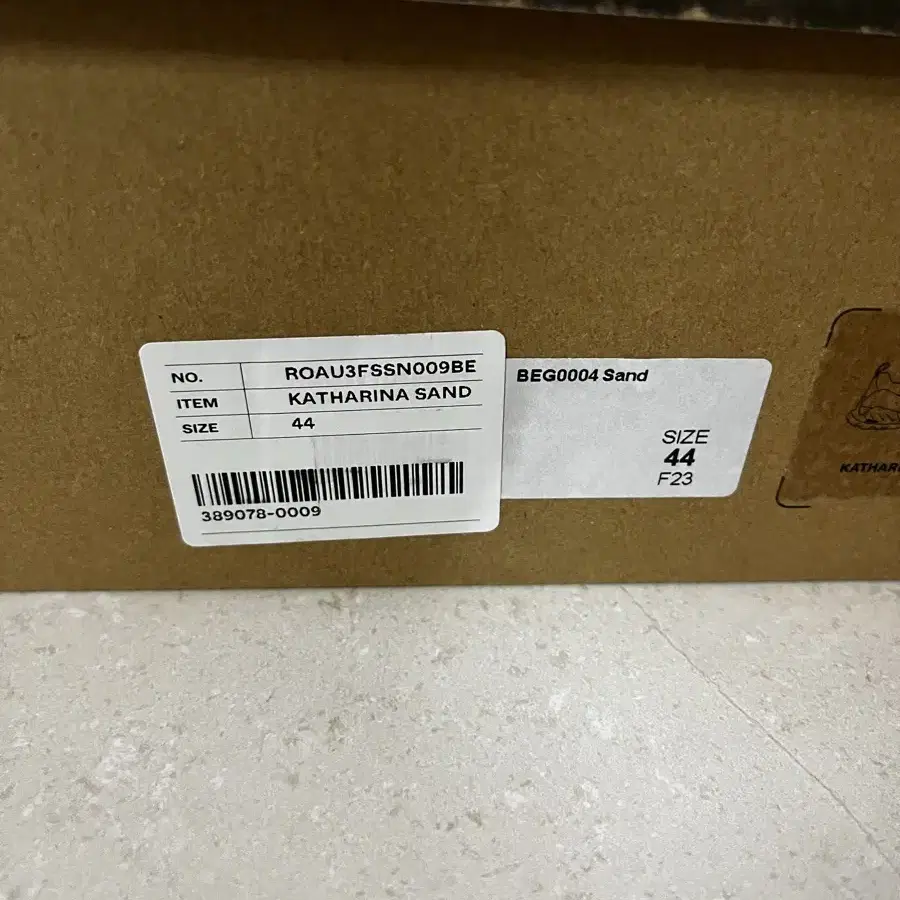 NO. ROAU3FSSN009BE
ITEM KATHARINA SAND
SIZE 44
389078-0009
BEG0004 Sand
SIZE
44
F23